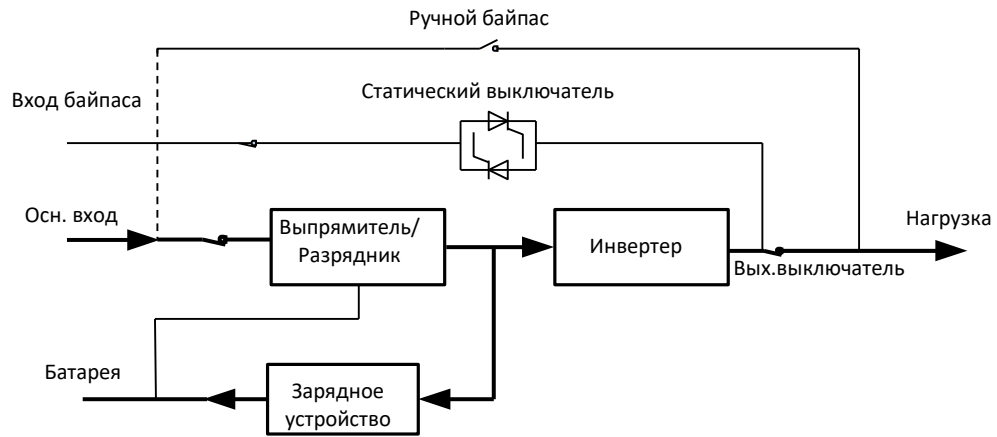 Ручной байпас
Статический выключатель
Вход байпаса
Осн. вход
Выпрямитель/
Разрядник
Инвертер
Нагрузка
Вых.выключатель
Батарея
Зарядное
устройство